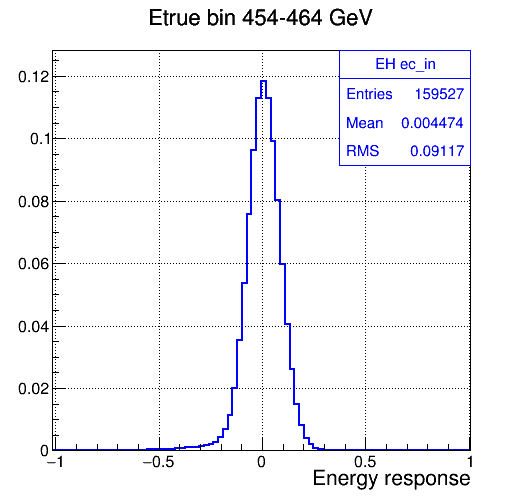 Etrue bin 454-464 GeV
EH ec_in
Entries 159527
Mean 0.004474
RMS 0.09117
0.12
0.1
0.08
0.06
0.04
0.02
0
−1 −0.5 0 0.5 1
Energy response